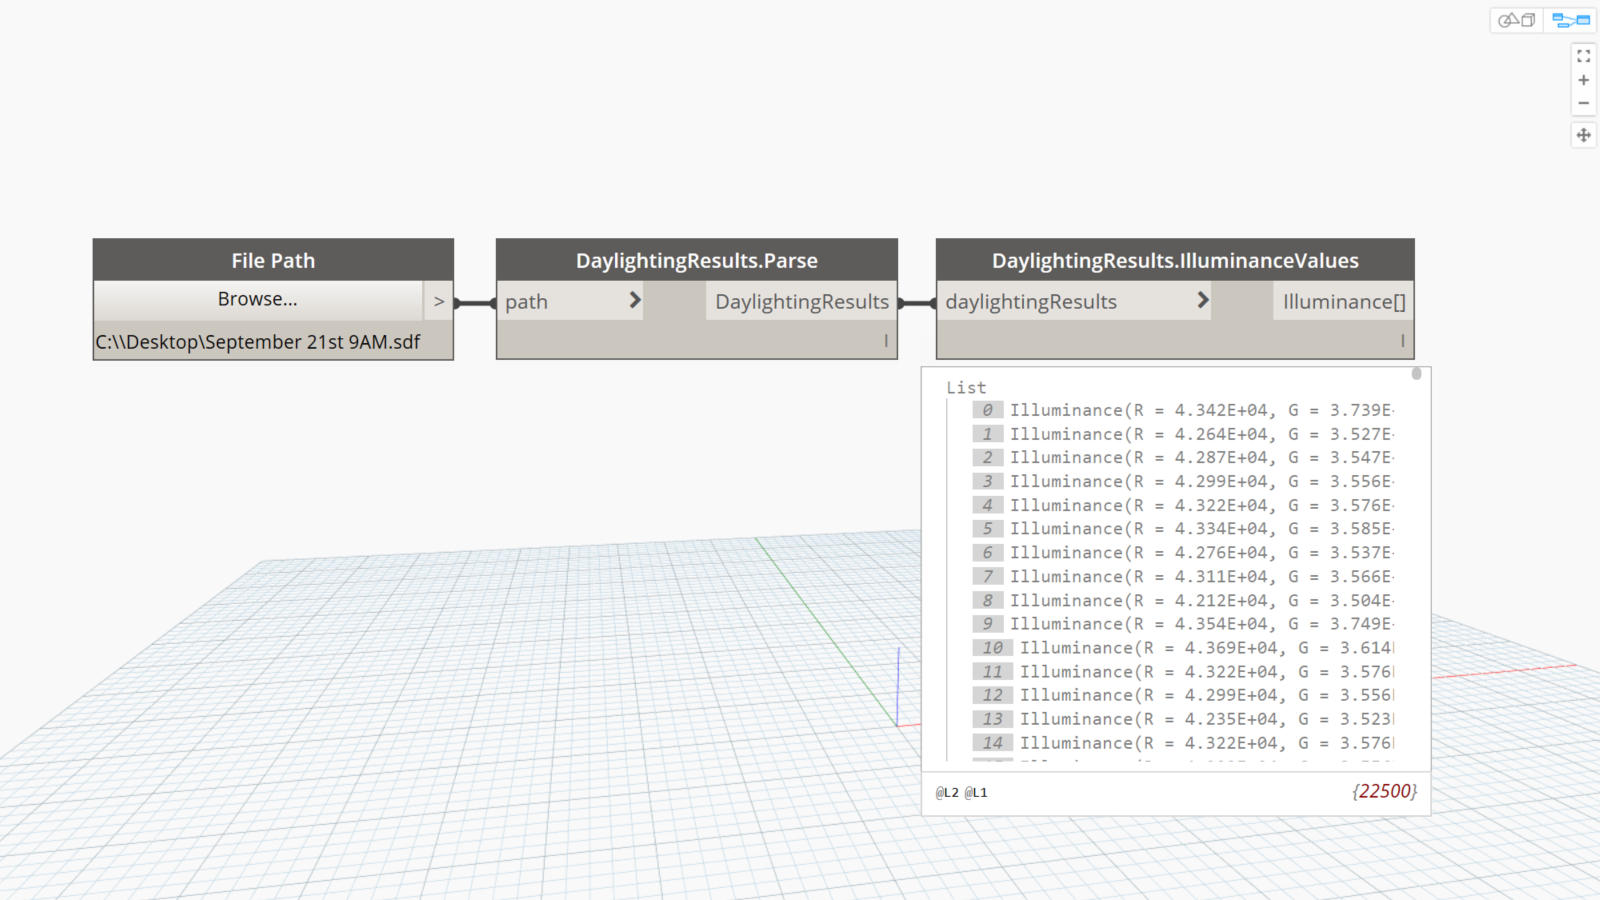 File Path
Browse...
>
C:\\Desktop\September 21st 9AM.sdf
DaylightingResults.Parse
path
DaylightingResults
DaylightingResults.IlluminanceValues
daylightingResults
Illuminance[]
List
0 Illuminance(R = 4.342E+04, G = 3.739E
1 Illuminance(R = 4.264E+04, G = 3.527E
2 Illuminance(R = 4.287E+04, G = 3.547E
3 Illuminance(R = 4.299E+04, G = 3.556E
4 Illuminance(R = 4.322E+04, G = 3.576E
5 Illuminance(R = 4.334E+04, G = 3.585E
6 Illuminance(R = 4.276E+04, G = 3.537E
7 Illuminance(R = 4.311E+04, G = 3.566E
8 Illuminance(R = 4.212E+04, G = 3.504E
9 Illuminance(R = 4.354E+04, G = 3.749E
10 Illuminance(R = 4.369E+04, G = 3.614
11 Illuminance(R = 4.322E+04, G = 3.576
12 Illuminance(R = 4.299E+04, G = 3.556
13 Illuminance(R = 4.235E+04, G = 3.523
14 Illuminance(R = 4.322E+04, G = 3.576
@L2 @L1
{22500}